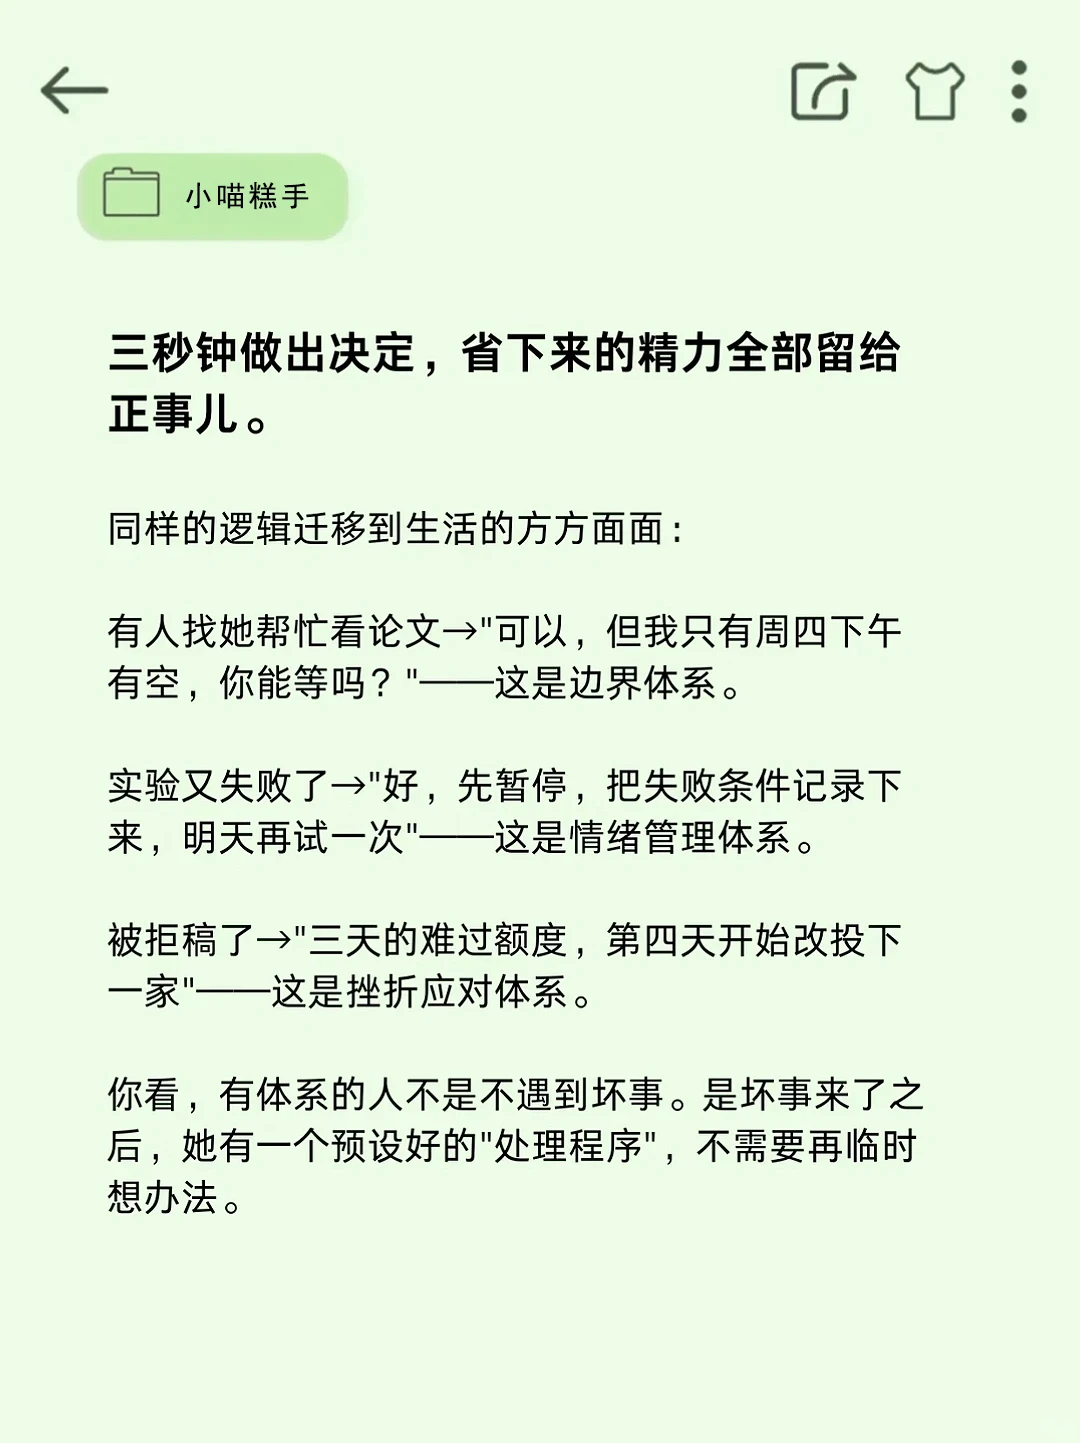 小喵糕手
三秒钟做出决定，省下来的精力全部留给
正事儿。
同样的逻辑迁移到生活的方方面面：
有人找她帮忙看论文→"可以，但我只有周四下午
有空，你能等吗？"——这是边界体系。
实验又失败了→"好，先暂停，把失败条件记录下
来，明天再试一次"——这是情绪管理体系。
被拒稿了→"三天的难过额度，第四天开始改投下
一家"——这是挫折应对体系。
你看，有体系的人不是不遇到坏事。是坏事来了之
后，她有一个预设好的"处理程序"，不需要再临时
想办法。